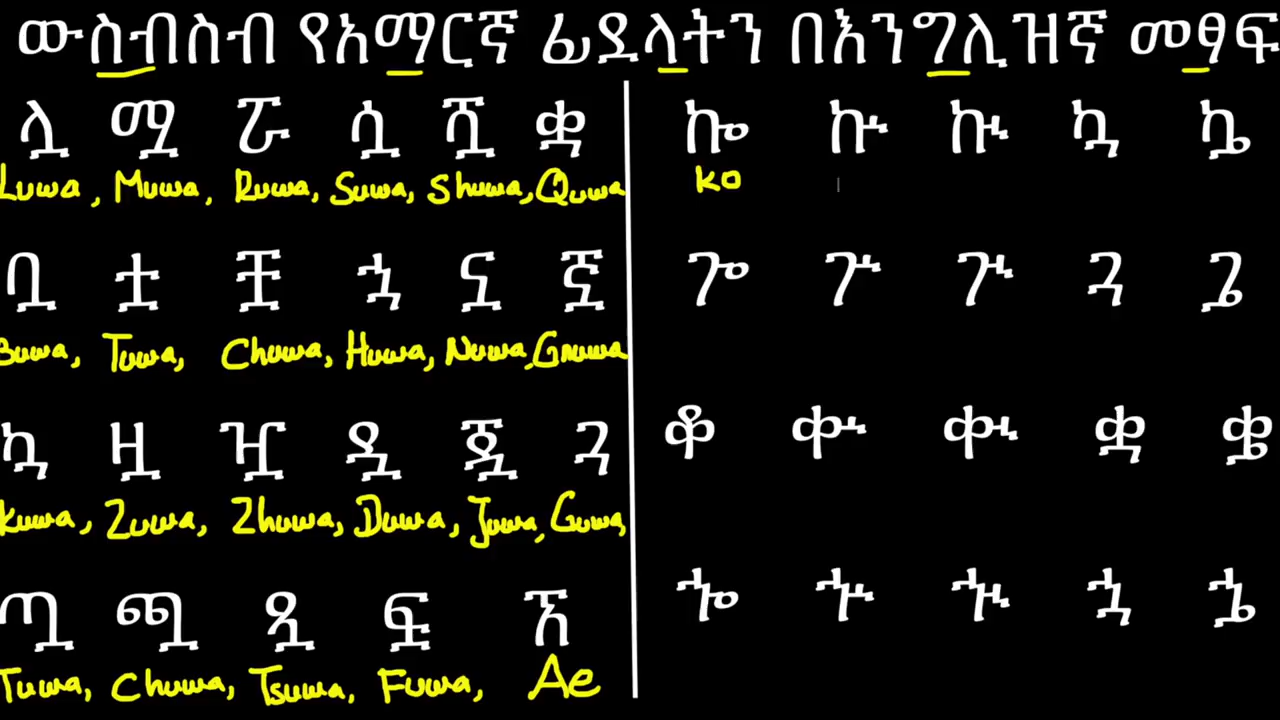 ውስብስብ የአማርኛ ፊደላትን በእንግሊዝኛ መፃፍ
ሏ ሟ ሯ ሷ ሿ ቋ
Luwa, Muwa, Ruwa, Suwa, Shuwa, Quwa
ቧ ቷ ቿ ኋ ኗ ኟ
Buwa, Tuwa, Chuwa, Huwa, Nuwa, Gnuwa
ኳ ዟ ዧ ዷ ጇ ጓ
Kuwa, Zuwa, Zhuwa, Duwa, Juwa, Guwa,
ጧ ጯ ጿ ፏ ኧ
Tuwa, Chuwa, Tsuwa, Fuwa, Ae
ኰ ኵ ኲ ኳ ኴ
ko
ጐ ጕ ጒ ጓ ጔ
ቆ ቍ ቊ ቋ ቌ
ኈ ኍ ኊ ኋ ኌ